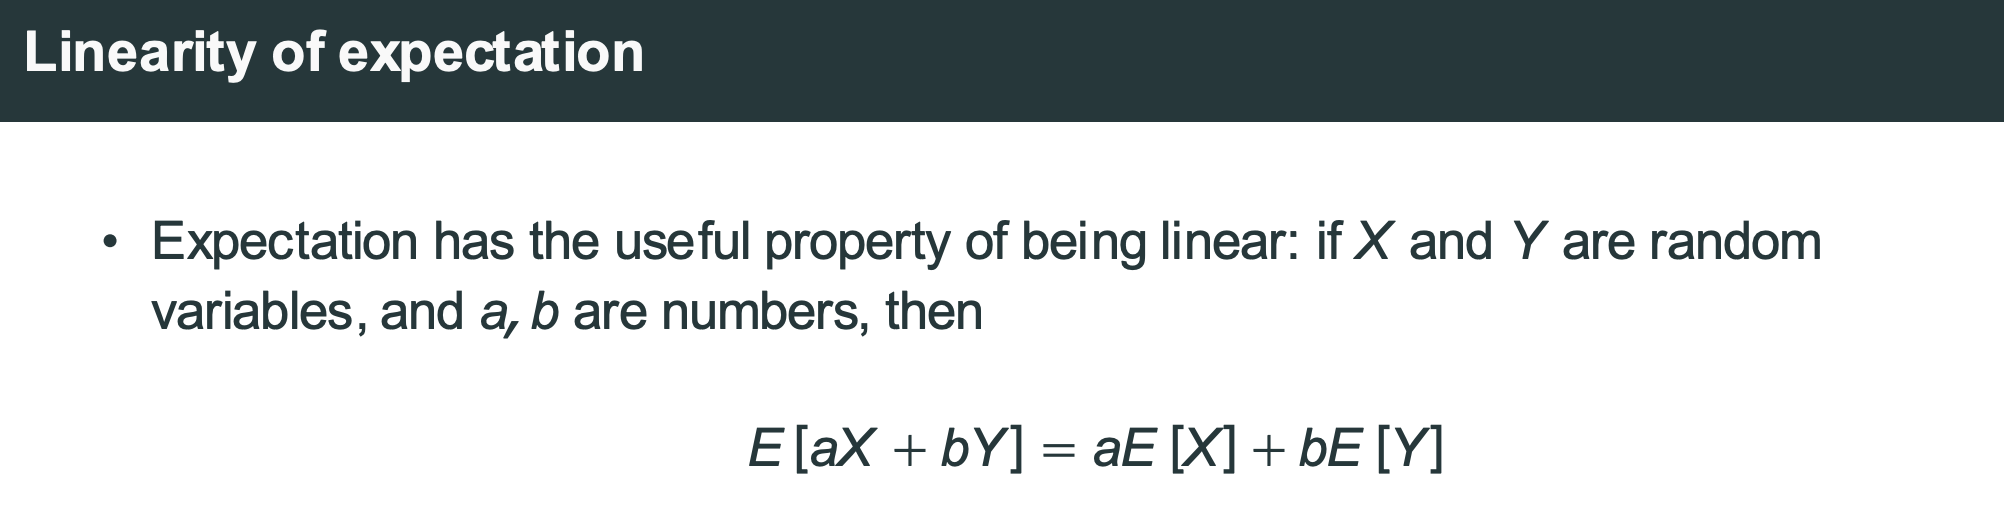 Linearity of expectation
• Expectation has the useful property of being linear: if X and Y are random
variables, and a, b are numbers, then
E [aX + bY] = aE [X] + bE [Y]